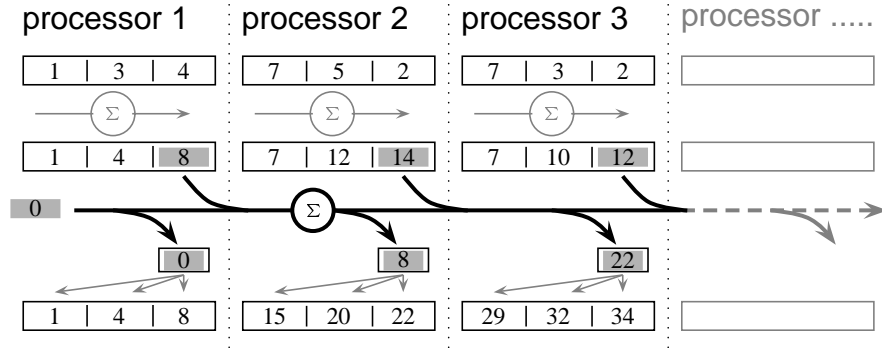 processor 1 processor 2 processor 3 processor .....
1 | 3 | 4 7 | 5 | 2 7 | 3 | 2
Σ Σ Σ
1 | 4 | 8 7 | 12 | 14 7 | 10 | 12
0 Σ
0 8 22
1 | 4 | 8 15 | 20 | 22 29 | 32 | 34